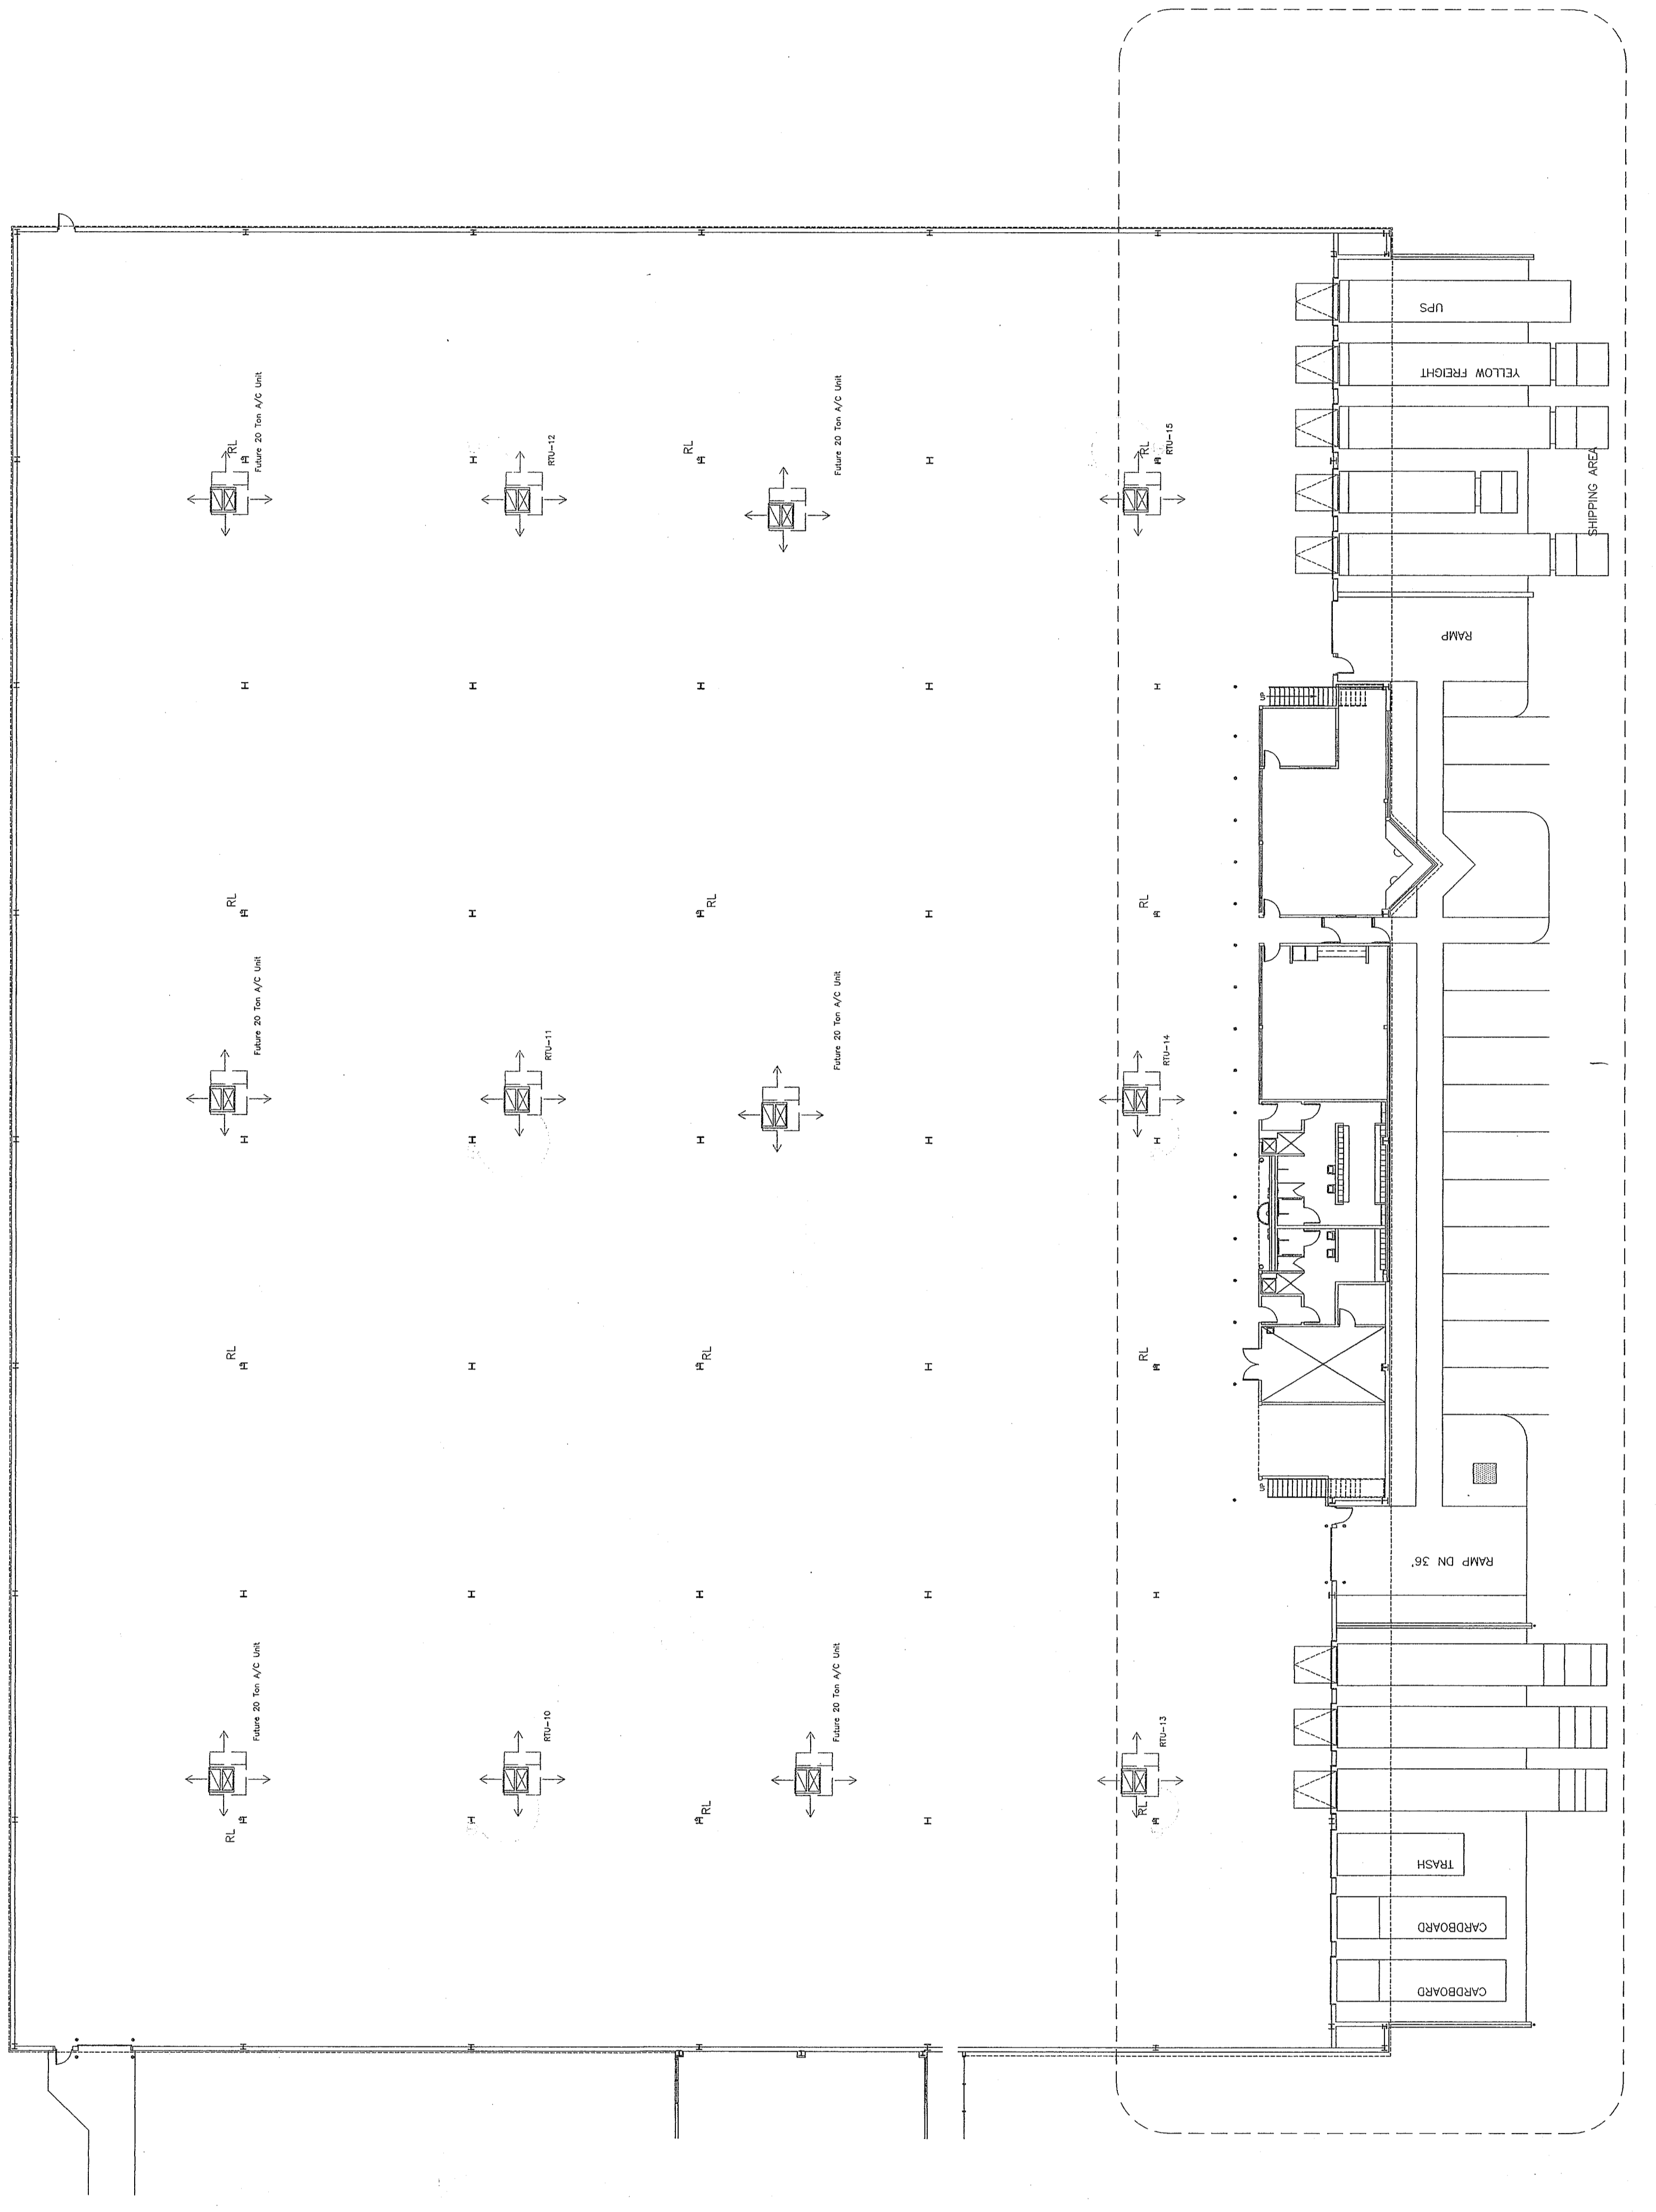 UPS
YELLOW FREIGHT
Future 20 Ton A/C Unit
RL
RTU-12
RL
Future 20 Ton A/C Unit
RL
RTU-15
SHIPPING AREA
RAMP
UP
RL
RL
RL
Future 20 Ton A/C Unit
RTU-11
Future 20 Ton A/C Unit
RTU-14
RL
RL
RL
UP
RAMP DN 36'
Future 20 Ton A/C Unit
RTU-10
Future 20 Ton A/C Unit
RTU-13
RL
RL
RL
TRASH
CARDBOARD
CARDBOARD